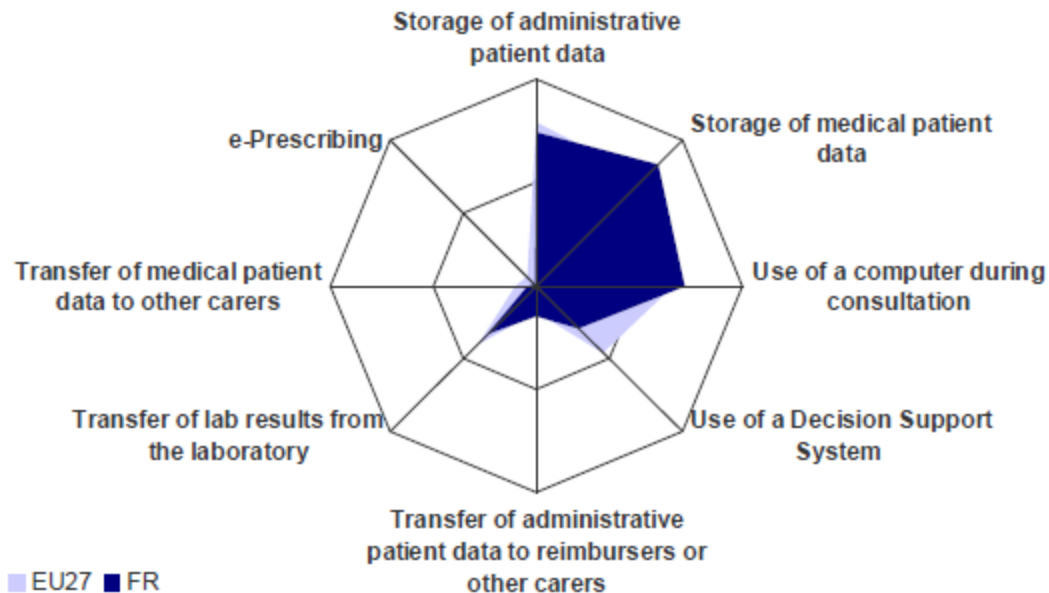 Storage of administrative
patient data
e-Prescribing
Storage of medical patient
data
Transfer of medical patient
data to other carers
Use of a computer during
consultation
Transfer of lab results from
the laboratory
Use of a Decision Support
System
Transfer of administrative
patient data to reimbursers or
other carers
EU27 FR